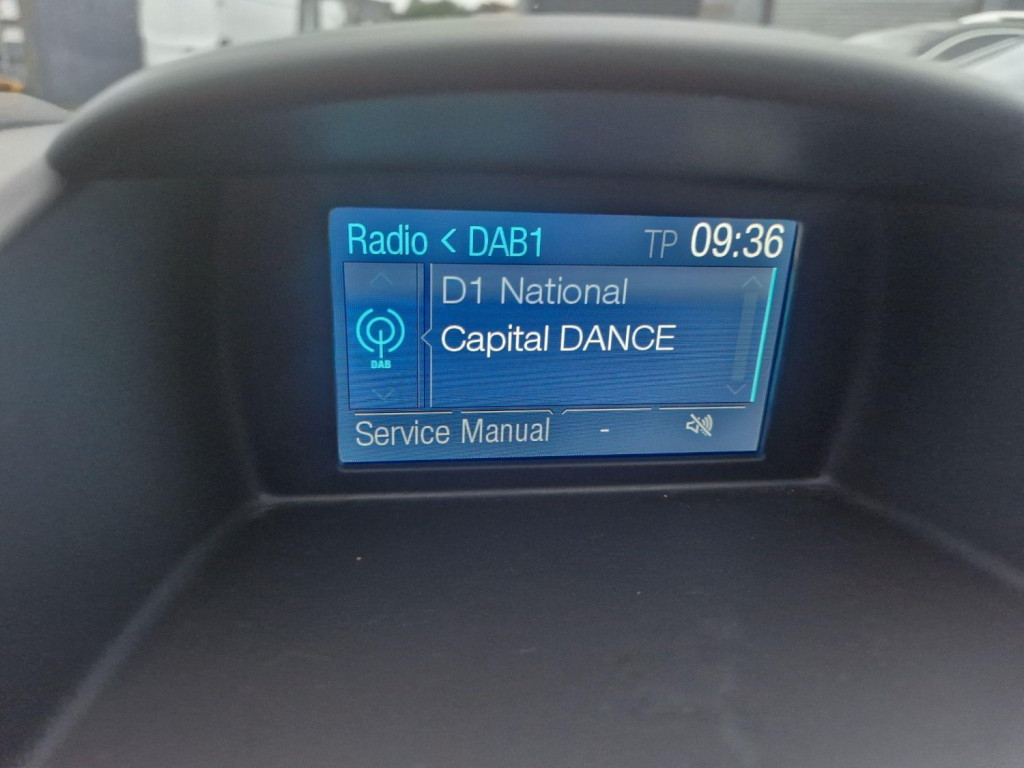 Radio < DAB1 TP 09:36
D1 National
Capital DANCE
DAB
Service Manual -